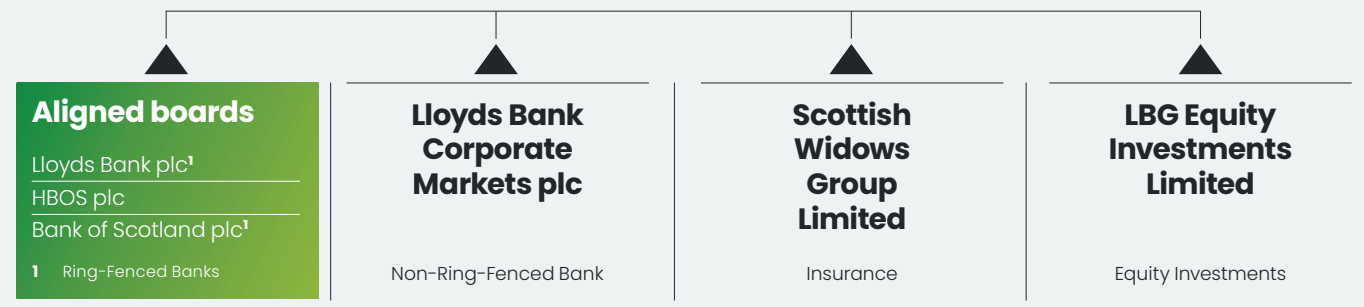 Aligned boards
Lloyds Bank plc¹
HBOS plc
Bank of Scotland plc¹
1 Ring-Fenced Banks
Lloyds Bank
Corporate
Markets plc
Non-Ring-Fenced Bank
Scottish
Widows
Group
Limited
Insurance
LBG Equity
Investments
Limited
Equity Investments